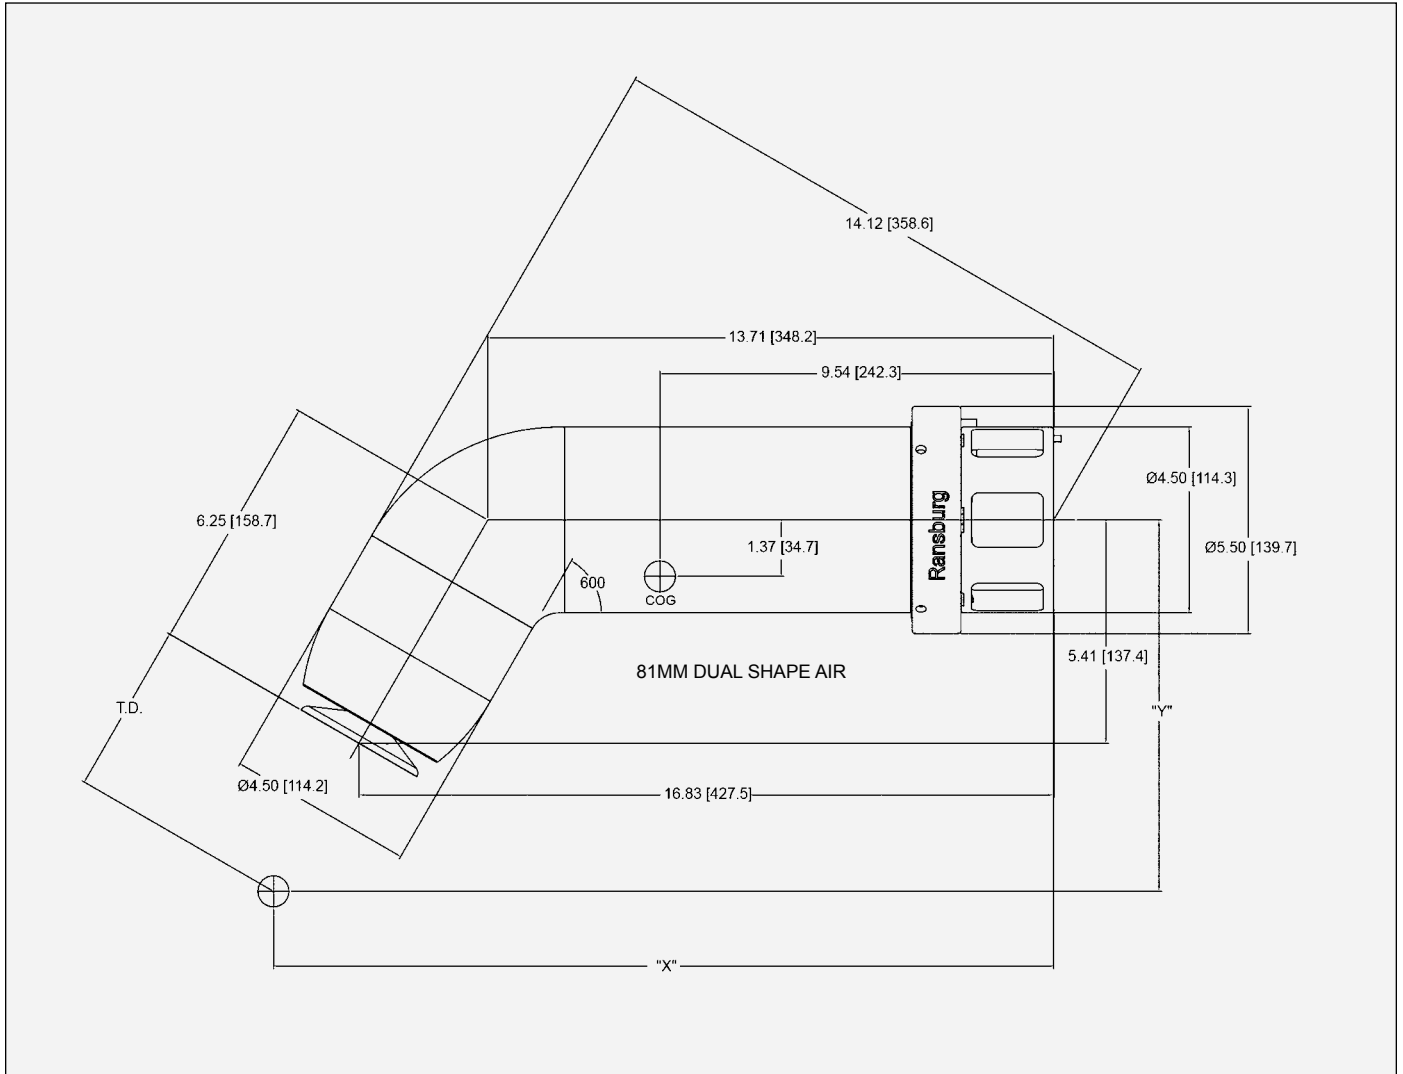 14.12 [358.6]
13.71 [348.2]
9.54 [242.3]
Ø4.50 [114.3]
6.25 [158.7]
Ransburg
1.37 [34.7]
Ø5.50 [139.7]
600
COG
5.41 [137.4]
81MM DUAL SHAPE AIR
T.D.
"Y"
Ø4.50 [114.2]
16.83 [427.5]
"X"